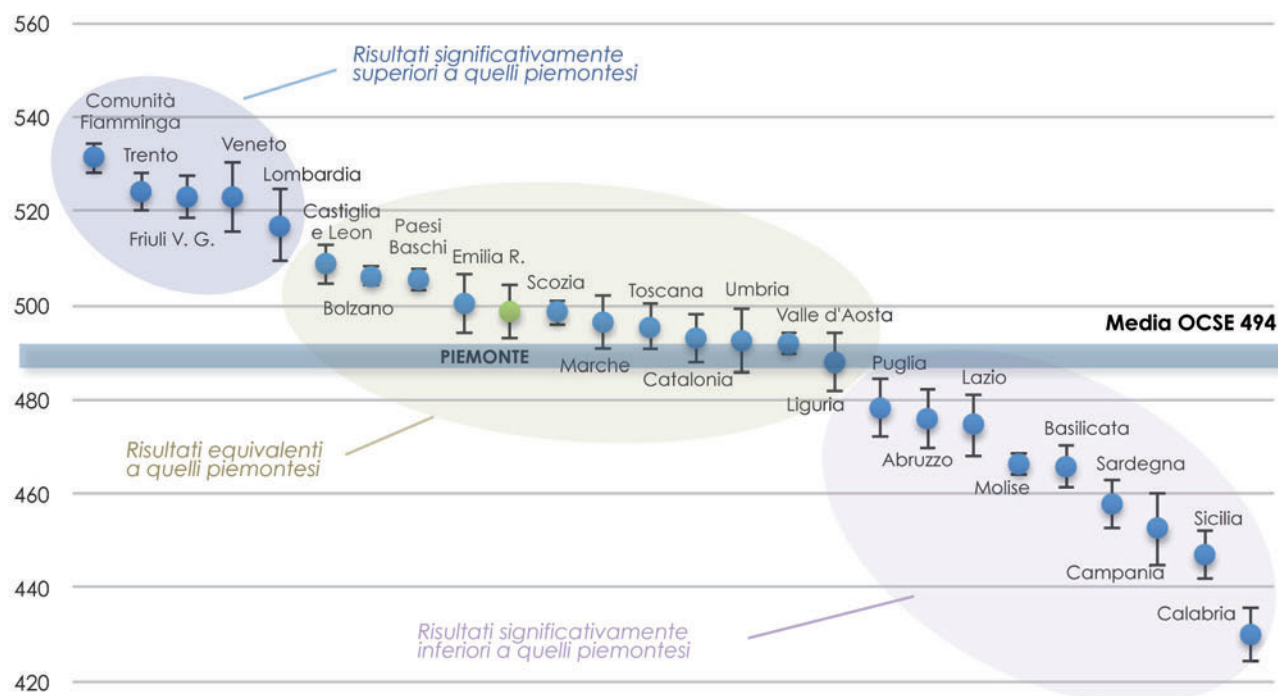 560
Risultati significativamente
superiori a quelli piemontesi
540
Comunità
Fiamminga
Trento
Veneto
Lombardia
520
Friuli V. G.
Castiglia
e Leon
Paesi
Baschi
Emilia R.
Bolzano
500
Scozia
Toscana
Umbria
Valle d'Aosta
Media OCSE 494
PIEMONTE
Marche
Catalonia
Liguria
Puglia
Lazio
480
Risultati equivalenti
a quelli piemontesi
Abruzzo
Basilicata
Molise
Sardegna
460
Sicilia
Campania
440
Calabria
Risultati significativamente
inferiori a quelli piemontesi
420